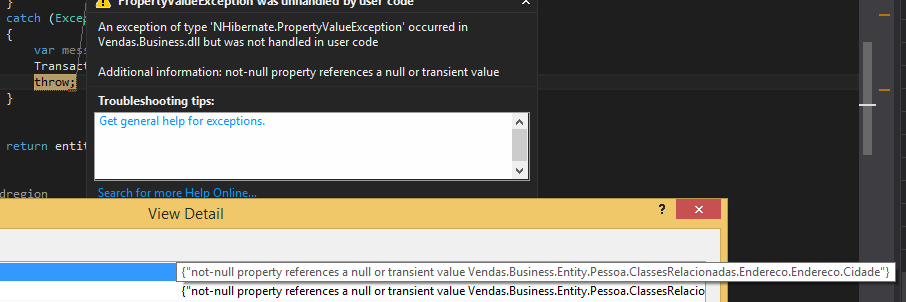 }
PropertyValueException was unhandled by user code
catch (Excep
{
An exception of type 'NHibernate.PropertyValueException' occurred in
Vendas.Business.dll but was not handled in user code
var mess
Transact
Additional information: not-null property references a null or transient value
throw;
}
Troubleshooting tips:
Get general help for exceptions.
return entit
Search for more Help Online...
dregion
View Detail
?
{"not-null property references a null or transient value Vendas.Business.Entity.Pessoa.ClassesRelacionadas.Endereco.Endereco.Cidade"}
{"not-null property references a null or transient value Vendas.Business.Entity.Pessoa.ClassesRelacio